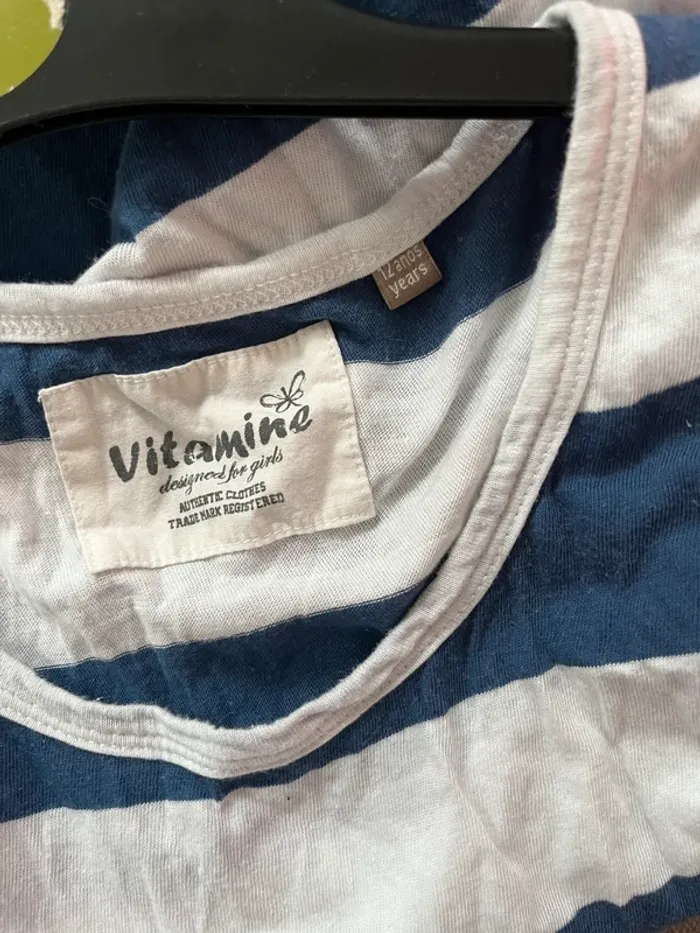 12 anos
years
Vitamine
designed for girls
AUTHENTIC CLOTHES
TRADE MARK REGISTERED